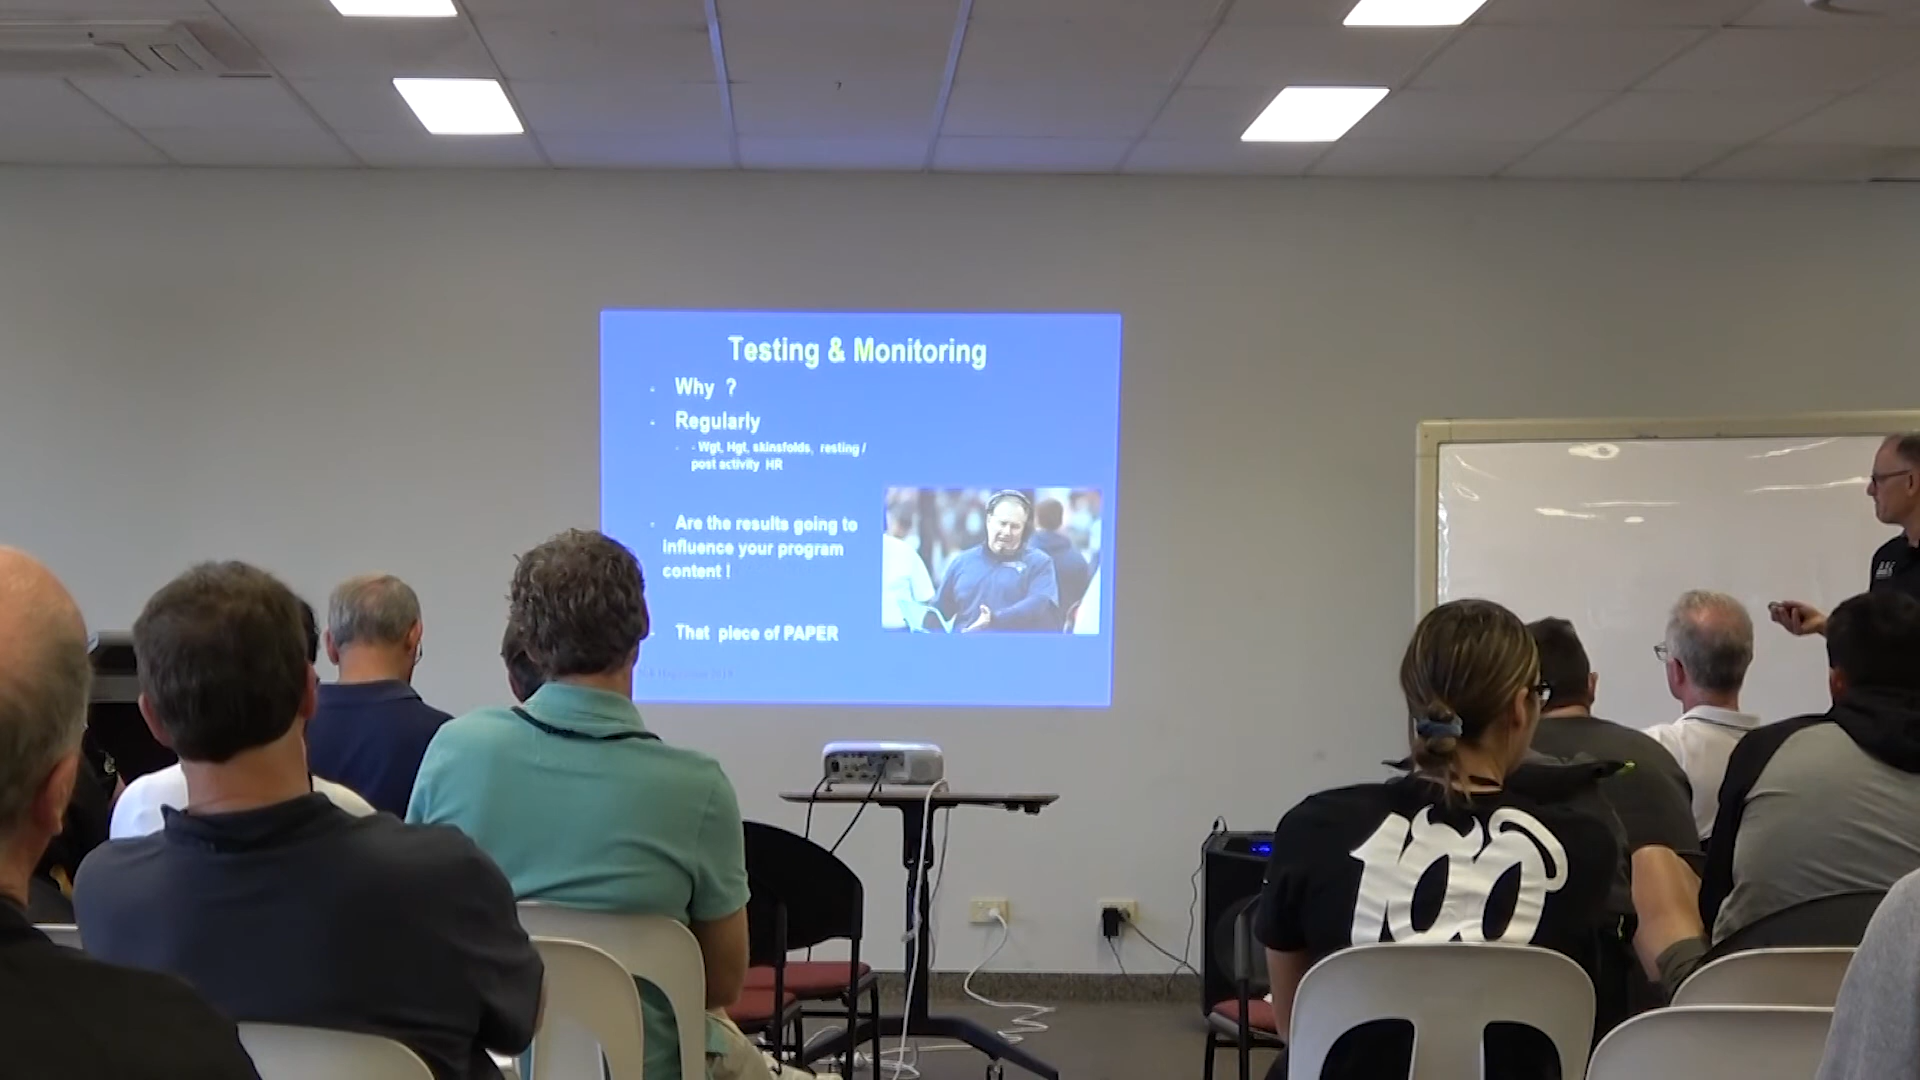 Testing & Monitoring
- Why ?
- Regularly
- - Wgt, Hgt, skinsfolds, resting /
post activity HR
- Are the results going to
influence your program
content !
- That piece of PAPER
100